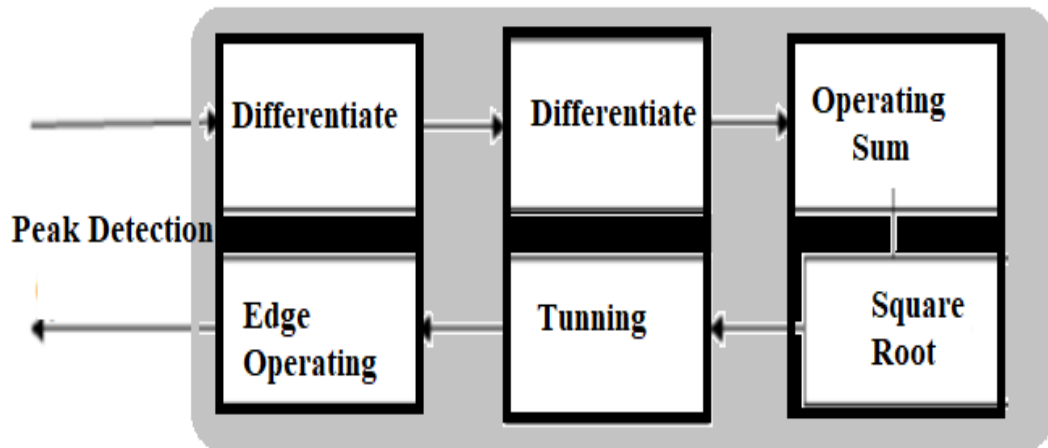 Differentiate
Differentiate
Operating
Sum
Peak Detection
Edge
Operating
Tunning
Square
Root